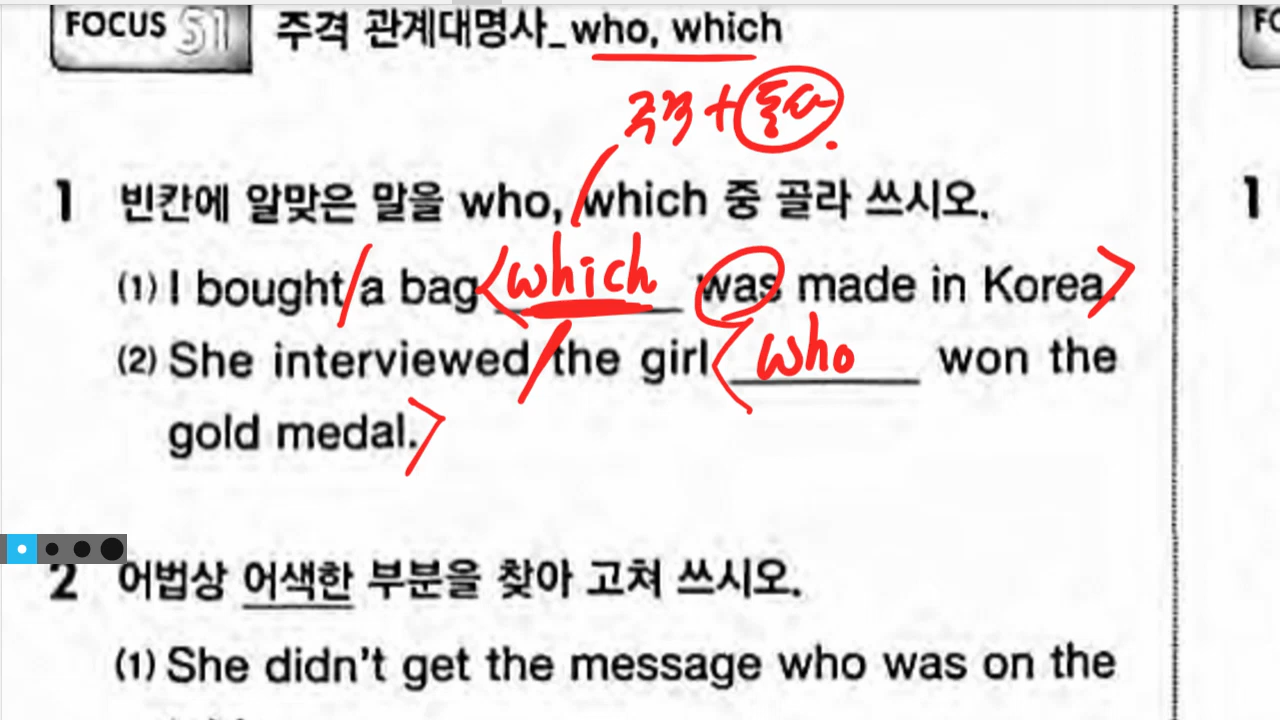 FOCUS 51 주격 관계대명사_who, which
주격 + 동사.
1 빈칸에 알맞은 말을 who, which 중 골라 쓰시오.
(1) I bought / a bag < which was made in Korea. >
(2) She interviewed / the girl < who won the
gold medal. >
2 어법상 어색한 부분을 찾아 고쳐 쓰시오.
(1) She didn't get the message who was on the
1